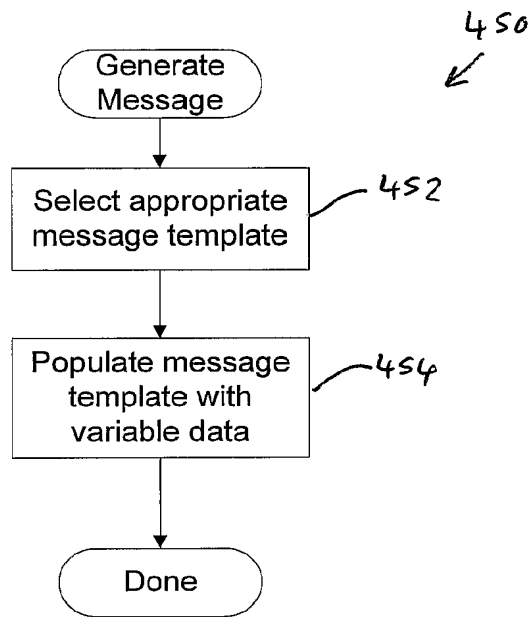 450
Generate
Message
Select appropriate
message template
452
Populate message
template with
variable data
454
Done